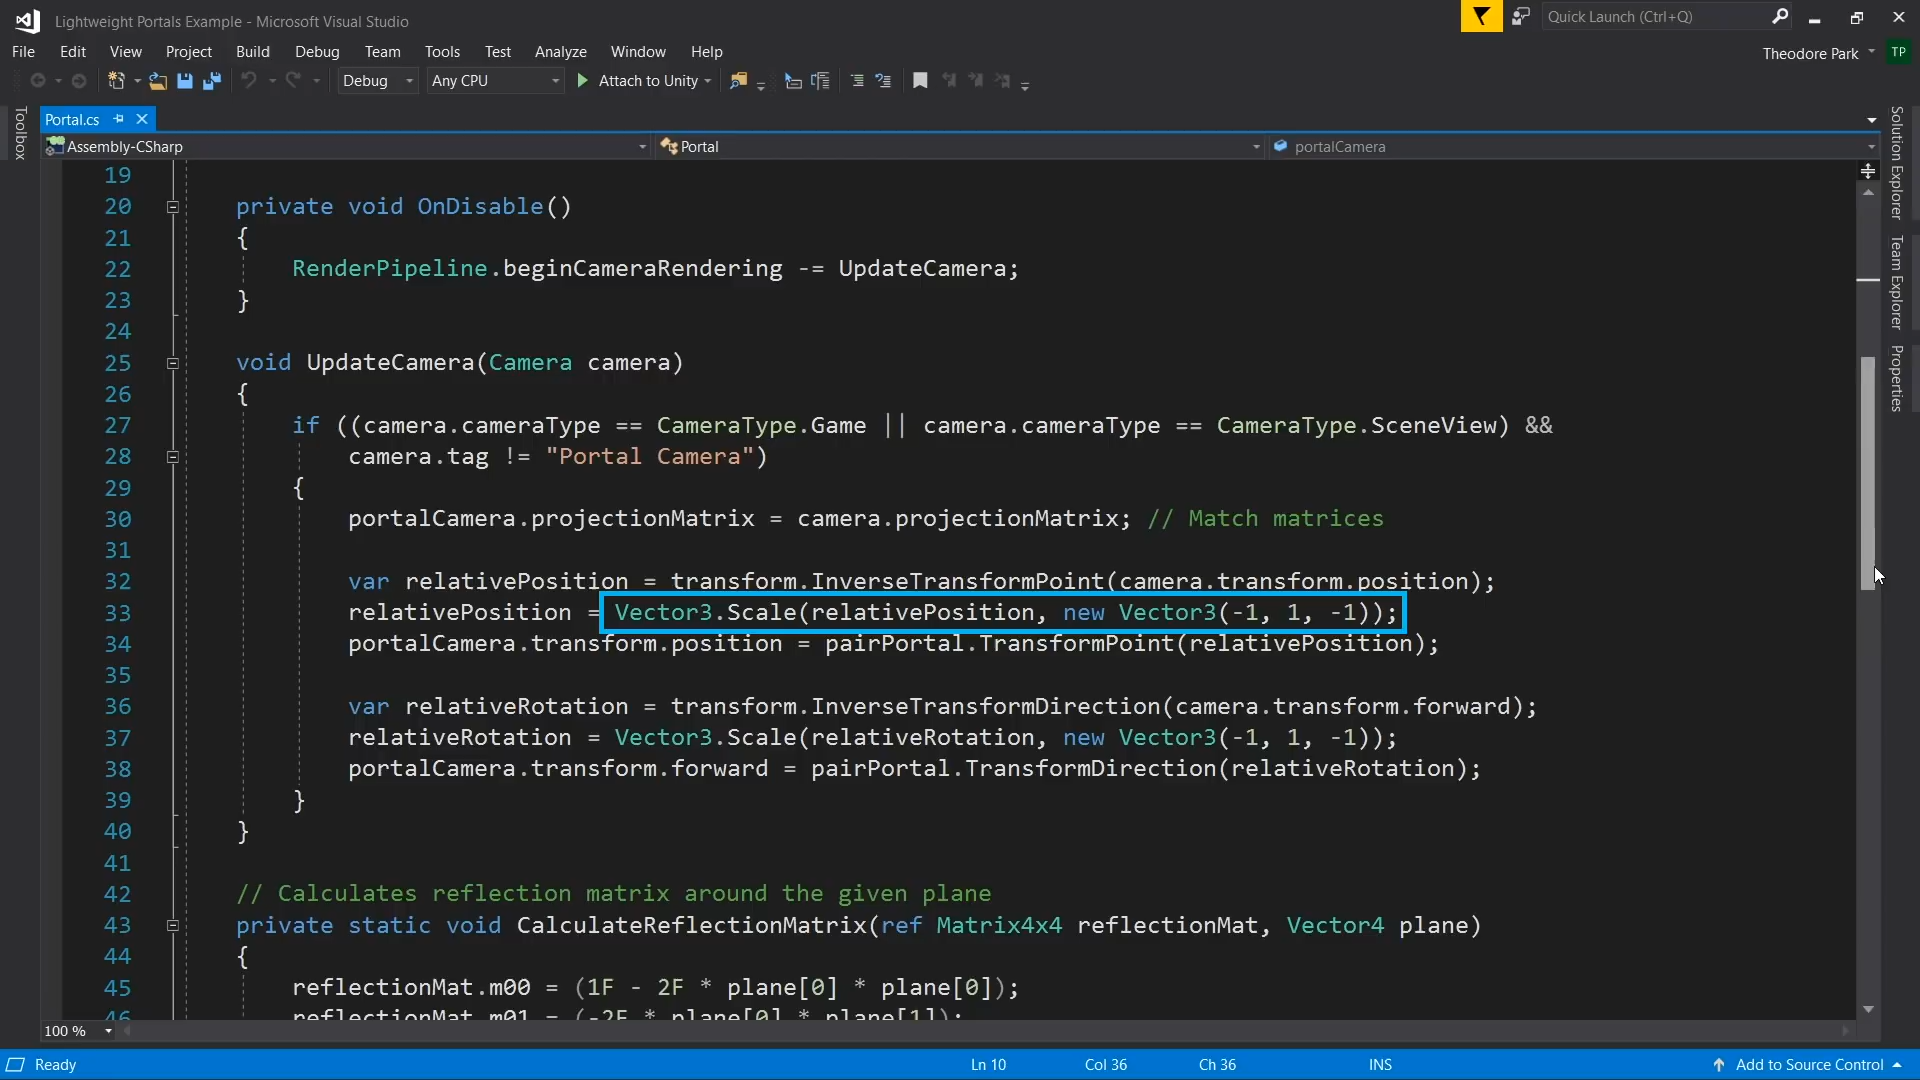 Lightweight Portals Example - Microsoft Visual Studio
Quick Launch (Ctrl+Q)
File Edit View Project Build Debug Team Tools Test Analyze Window Help
Theodore Park TP
Debug Any CPU Attach to Unity
Toolbox
Portal.cs
Assembly-CSharp Portal portalCamera
Solution Explorer
Team Explorer
Properties
19
20 private void OnDisable()
21 {
22 RenderPipeline.beginCameraRendering -= UpdateCamera;
23 }
24
25 void UpdateCamera(Camera camera)
26 {
27 if ((camera.cameraType == CameraType.Game || camera.cameraType == CameraType.SceneView) &&
28 camera.tag != "Portal Camera")
29 {
30 portalCamera.projectionMatrix = camera.projectionMatrix; // Match matrices
31
32 var relativePosition = transform.InverseTransformPoint(camera.transform.position);
33 relativePosition = Vector3.Scale(relativePosition, new Vector3(-1, 1, -1));
34 portalCamera.transform.position = pairPortal.TransformPoint(relativePosition);
35
36 var relativeRotation = transform.InverseTransformDirection(camera.transform.forward);
37 relativeRotation = Vector3.Scale(relativeRotation, new Vector3(-1, 1, -1));
38 portalCamera.transform.forward = pairPortal.TransformDirection(relativeRotation);
39 }
40 }
41
42 // Calculates reflection matrix around the given plane
43 private static void CalculateReflectionMatrix(ref Matrix4x4 reflectionMat, Vector4 plane)
44 {
45 reflectionMat.m00 = (1F - 2F * plane[0] * plane[0]);
46 reflectionMat.m01 = (-2F * plane[0] * plane[1]);
100 %
Ready Ln 10 Col 36 Ch 36 INS Add to Source Control